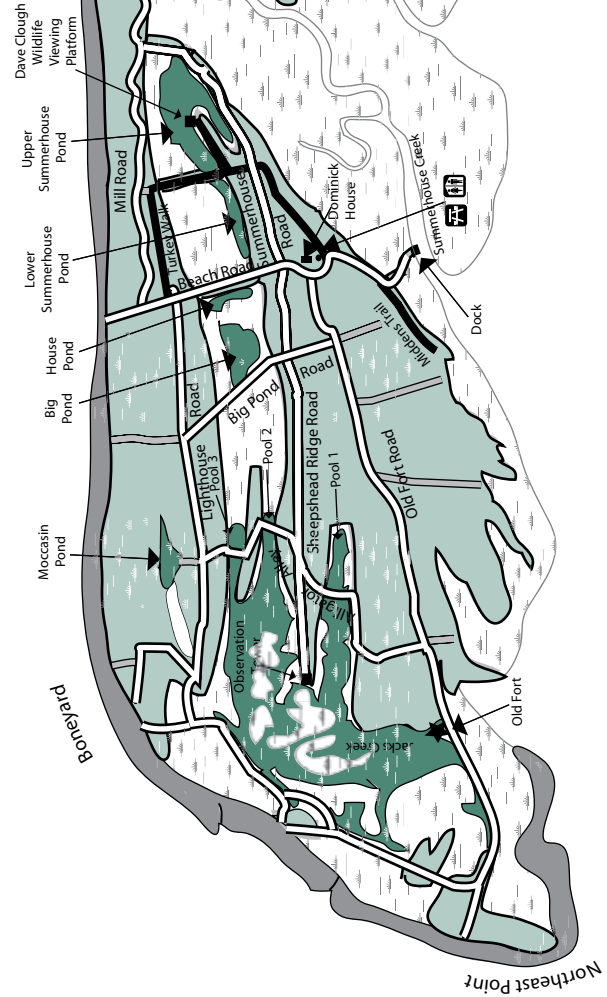 Dave Clough
Wildlife
Viewing
Platform
Upper
Summerhouse
Pond
Lower
Summerhouse
Pond
House
Pond
Big
Pond
Moccasin
Pond
Mill Road
Turkey Walk
Beach Road
Summerhouse
Road
Dominick
House
Summerhouse Creek
Dock
Middens Trail
Big Pond
Road
Lighthouse
Road
Pool 3
Pool 2
Pool 1
Sheepshead Ridge Road
Old Fort Road
Alligator
Alley
Observation
Jacks Creek
Old Fort
Boneyard
Northeast Point